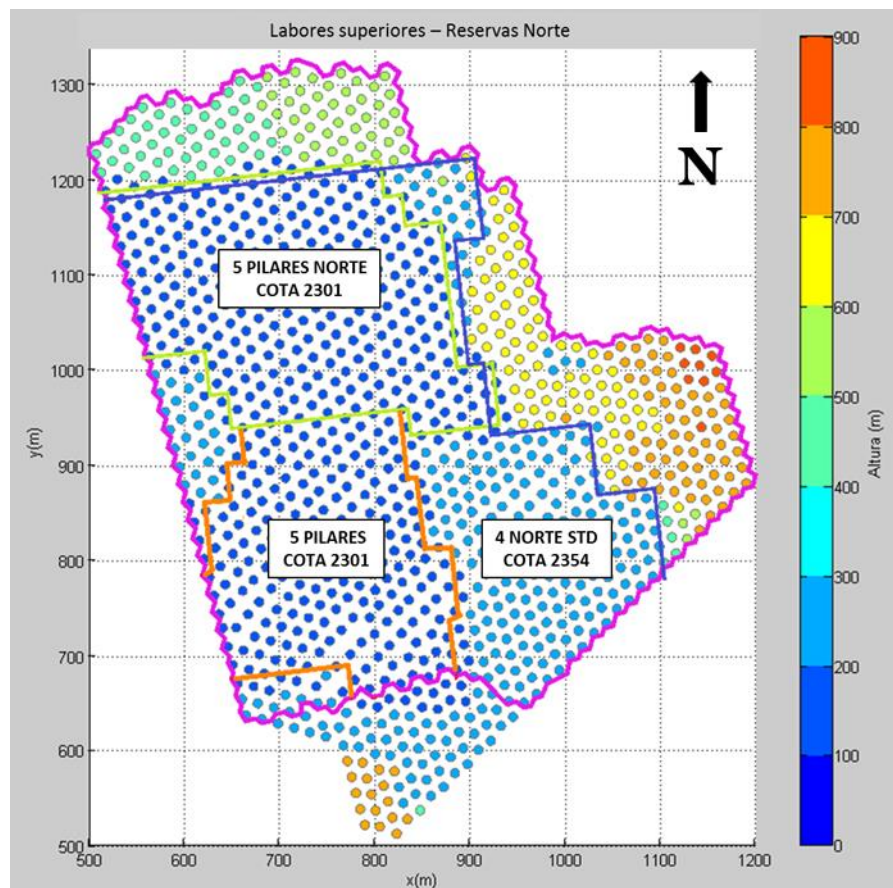 Labores superiores – Reservas Norte
1300
1200
1100
1000
900
800
700
600
500
500
600
700
800
900
1000
1100
1200
y(m)
x(m)
N
5 PILARES NORTE
COTA 2301
5 PILARES
COTA 2301
4 NORTE STD
COTA 2354
900
800
700
600
500
400
300
200
100
0
Altura (m)